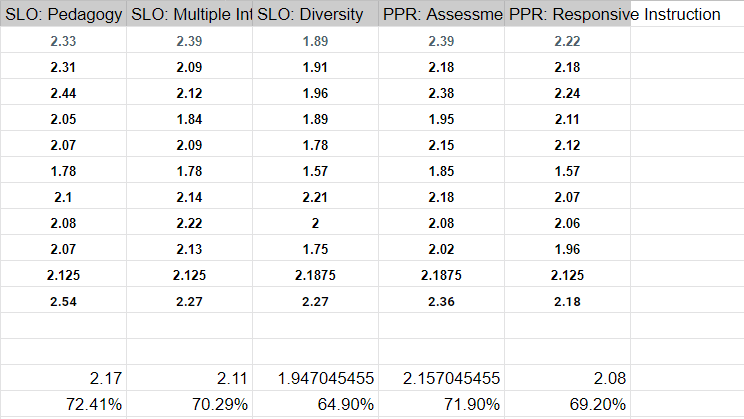 SLO: Pedagogy SLO: Multiple Int SLO: Diversity PPR: Assessme PPR: Responsive Instruction
2.33 2.39 1.89 2.39 2.22
2.31 2.09 1.91 2.18 2.18
2.44 2.12 1.96 2.38 2.24
2.05 1.84 1.89 1.95 2.11
2.07 2.09 1.78 2.15 2.12
1.78 1.78 1.57 1.85 1.57
2.1 2.14 2.21 2.18 2.07
2.08 2.22 2 2.08 2.06
2.07 2.13 1.75 2.02 1.96
2.125 2.125 2.1875 2.1875 2.125
2.54 2.27 2.27 2.36 2.18
2.17 2.11 1.947045455 2.157045455 2.08
72.41% 70.29% 64.90% 71.90% 69.20%